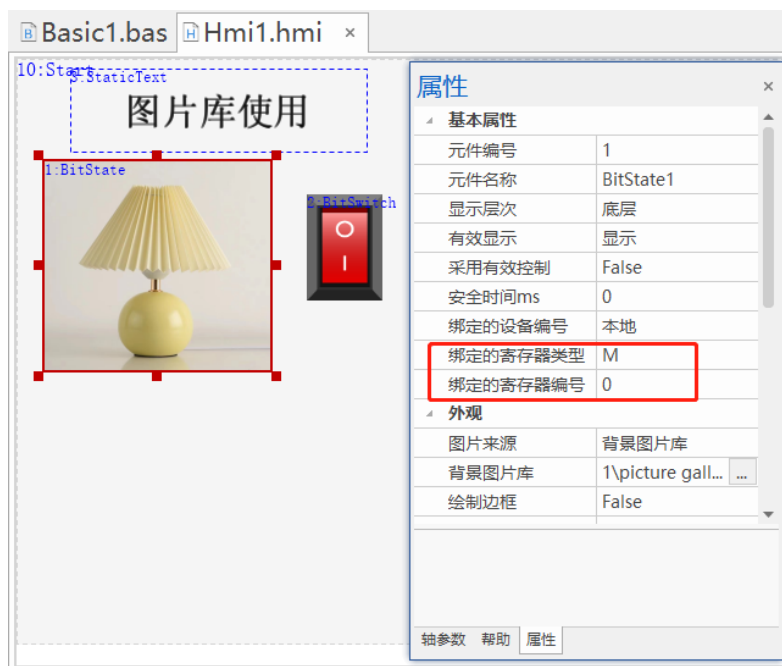 Basic1.bas
Hmi1.hmi ×
10:Start
3:StaticText
图片库使用
1:BitState
2:BitSwitch
属性 ×
基本属性
元件编号 1
元件名称 BitState1
显示层次 底层
有效显示 显示
采用有效控制 False
安全时间ms 0
绑定的设备编号 本地
绑定的寄存器类型 M
绑定的寄存器编号 0
外观
图片来源 背景图片库
背景图片库 1\picture gall... ...
绘制边框 False
轴参数 帮助 属性